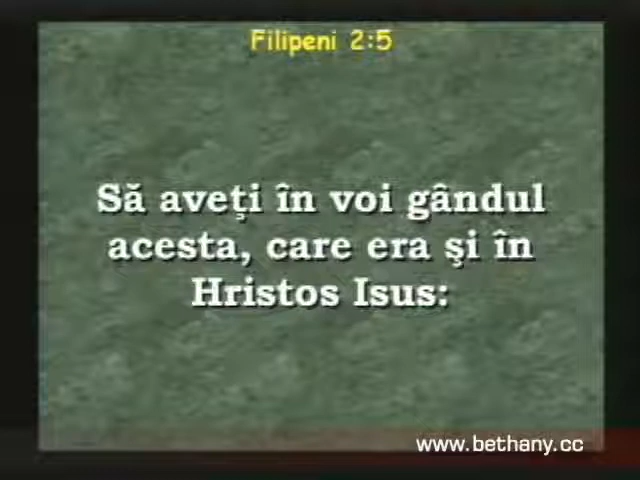 Filipeni 2:5
Să aveţi în voi gândul
acesta, care era şi în
Hristos Isus:
www.bethany.cc